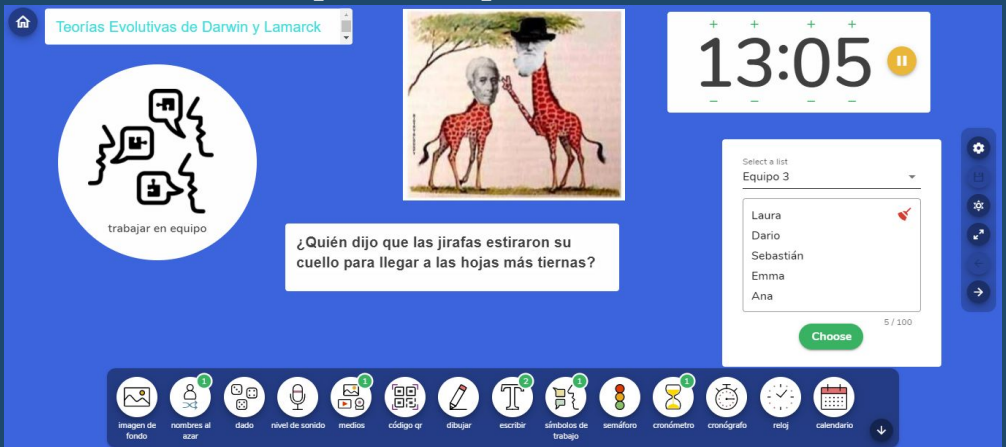 Teorías Evolutivas de Darwin y Lamarck
+ + + +
13:05
− − − −
trabajar en equipo
¿Quién dijo que las jirafas estiraron su
cuello para llegar a las hojas más tiernas?
Select a list
Equipo 3
Laura
Dario
Sebastián
Emma
Ana
5 / 100
Choose
imagen de
fondo
1
nombres al
azar
dado
nivel de sonido
1
medios
código qr
dibujar
2
escribir
1
símbolos de
trabajo
semáforo
1
cronómetro
cronógrafo
reloj
calendario